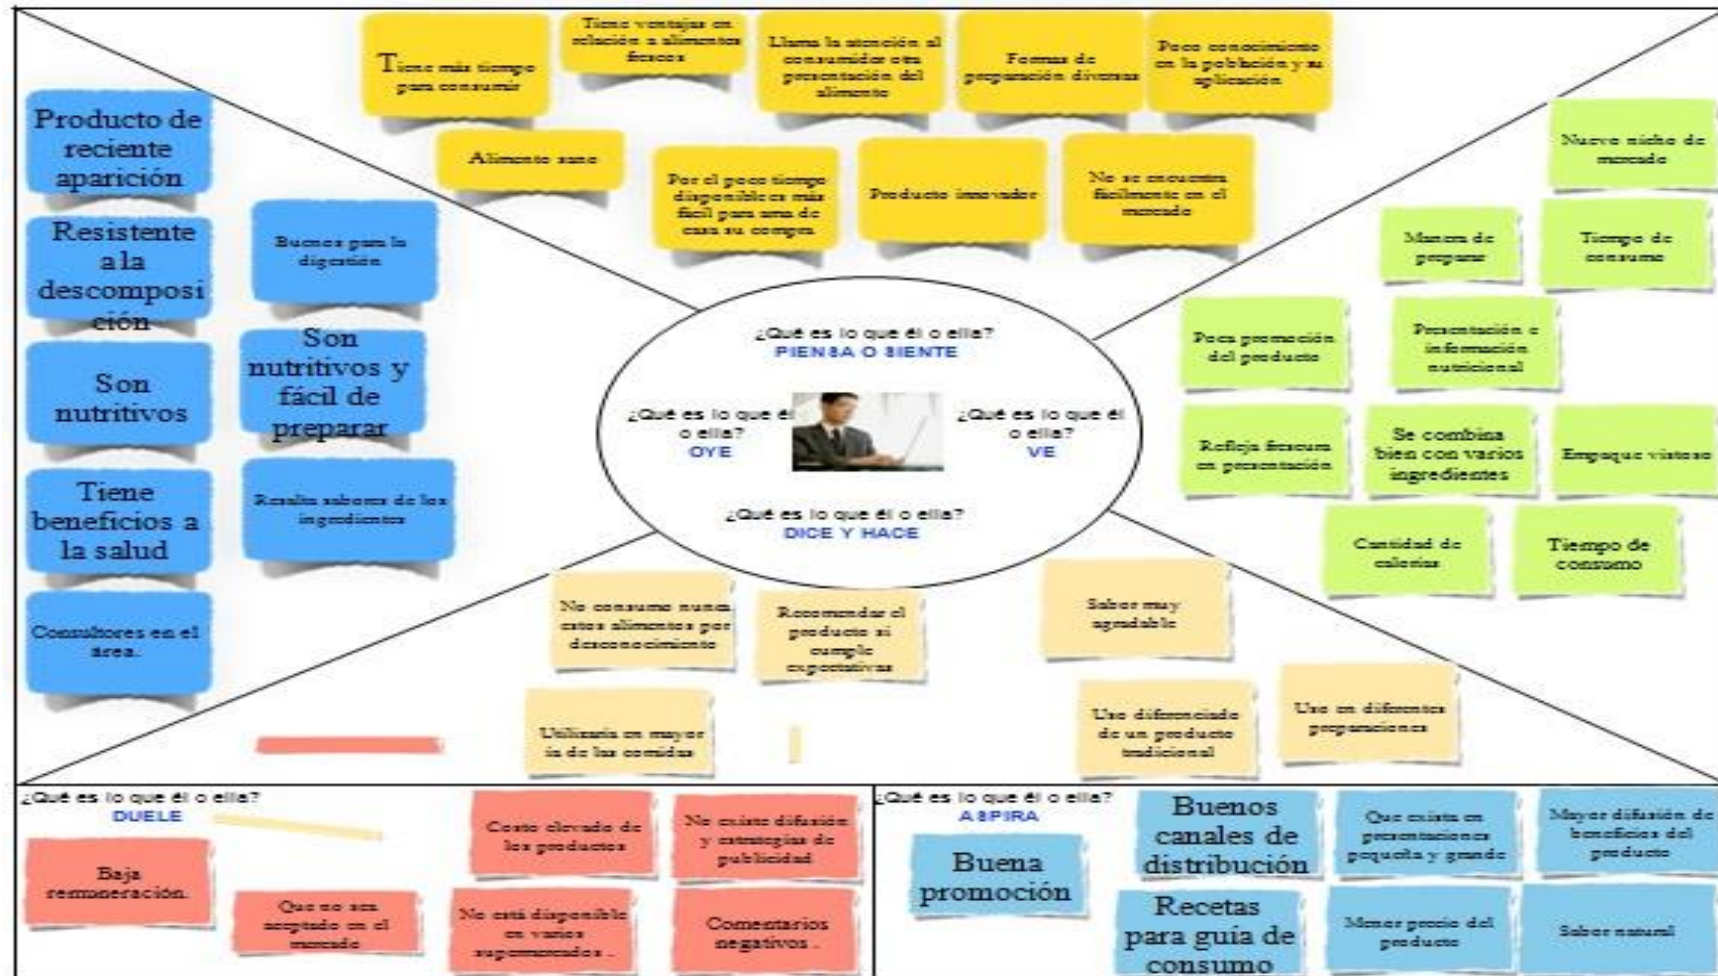 Tiene más tiempo
para consumir
Tiene ventajas en
relación a alimentos
frescos
Llama la atención al
consumidor otra
presentación del
alimento
Formas de
preparación diversas
Poco conocimiento
en la población y su
aplicación
Alimento sano
Por el poco tiempo
disponible es más
fácil para ama de
casa su compra
Producto innovador
No se encuentra
fácilmente en el
mercado
Producto de
reciente
aparición
Resistente
a la
descomposi
ción
Buenos para la
digestión
Son
nutritivos
Son
nutritivos y
fácil de
preparar
Tiene
beneficios a
la salud
Resalta sabores de los
ingredientes
Consultores en el
área.
¿Qué es lo que él o ella?
PIENSA O SIENTE
¿Qué es lo que él
o ella?
OYE
¿Qué es lo que él
o ella?
VE
¿Qué es lo que él o ella?
DICE Y HACE
Nuevo nicho de
mercado
Manera de
preparar
Tiempo de
consumo
Poca promoción
del producto
Presentación e
información
nutricional
Refleja frescura
en presentación
Se combina
bien con varios
ingredientes
Empaque vistoso
Cantidad de
calorías
Tiempo de
consumo
No consumo nunca
estos alimentos por
desconocimiento
Recomendar el
producto si
cumple
expectativas
Sabor muy
agradable
Utilizaría en mayor
ía de las comidas
Uso diferenciado
de un producto
tradicional
Uso en diferentes
preparaciones
¿Qué es lo que él o ella?
DUELE
Baja
remuneración.
Que no sea
aceptado en el
mercado
Costo elevado de
los productos
No existe difusión
y estrategias de
publicidad
No está disponible
en varios
supermercados .
Comentarios
negativos .
¿Qué es lo que él o ella?
ASPIRA
Buena
promoción
Buenos
canales de
distribución
Que exista en
presentaciones
pequeña y grande
Mayor difusión de
beneficios del
producto
Recetas
para guía de
consumo
Menor precio del
producto
Sabor natural